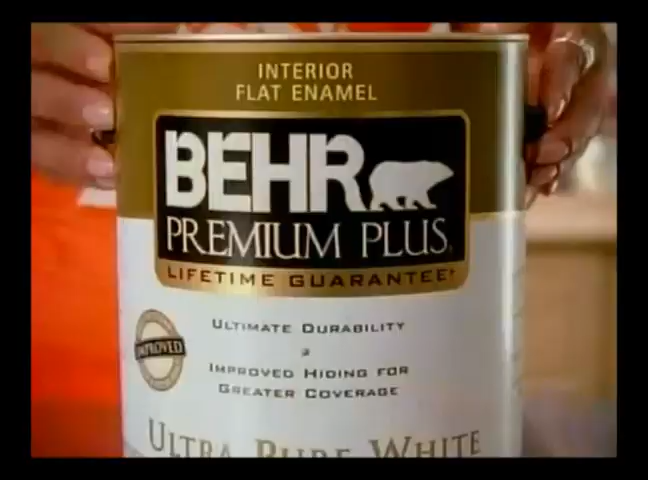 INTERIOR
FLAT ENAMEL
BEHR
PREMIUM PLUS
LIFETIME GUARANTEE†
ULTIMATE DURABILITY
IMPROVED HIDING FOR
GREATER COVERAGE
IMPROVED
ULTRA PURE WHITE